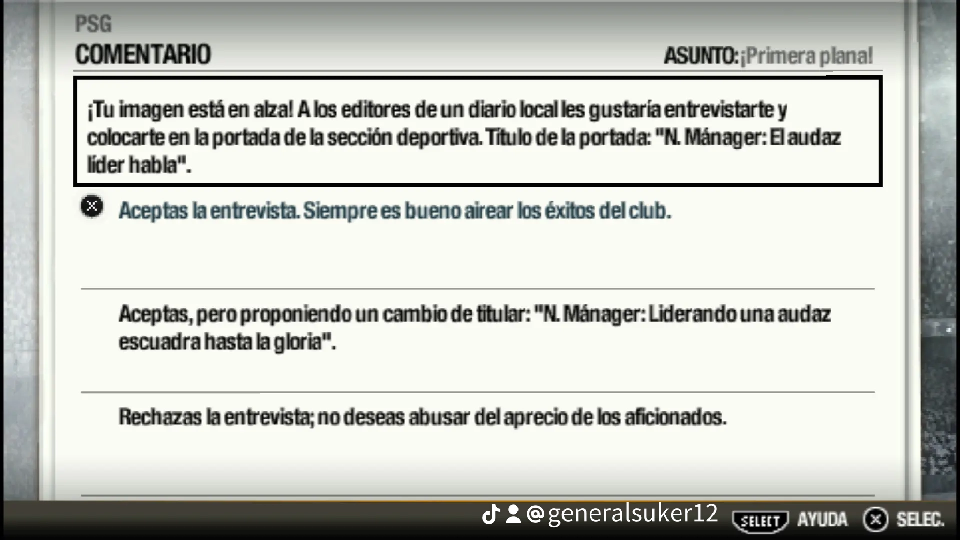 PSG
COMENTARIO
ASUNTO: ¡Primera plana!
¡Tu imagen está en alza! A los editores de un diario local les gustaría entrevistarte y
colocarte en la portada de la sección deportiva. Título de la portada: "N. Mánager: El audaz
líder habla".
Aceptas la entrevista. Siempre es bueno airear los éxitos del club.
Aceptas, pero proponiendo un cambio de titular: "N. Mánager: Liderando una audaz
escuadra hasta la gloria".
Rechazas la entrevista; no deseas abusar del aprecio de los aficionados.
@generalsuker12
SELECT AYUDA X SELEC.